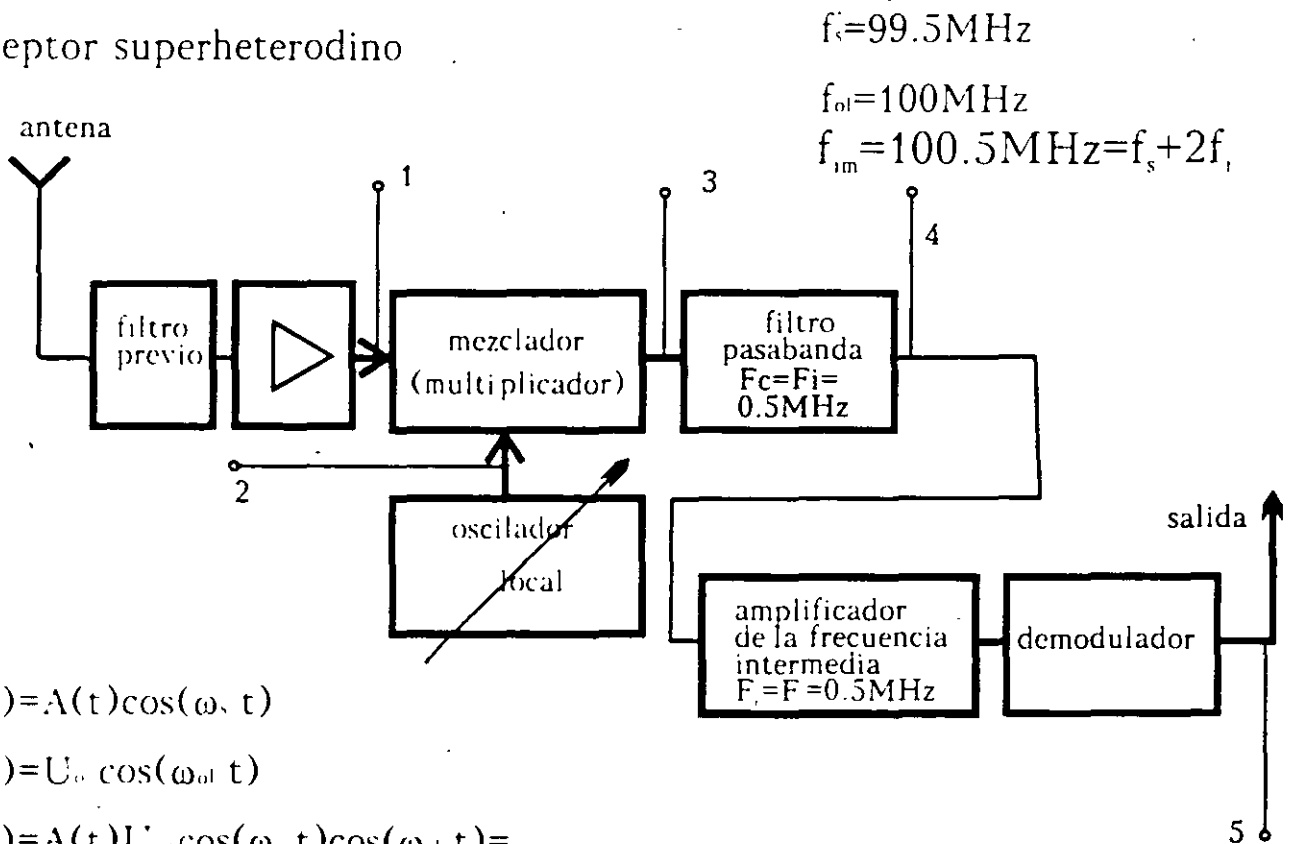 eptor superheterodino
fₛ=99.5MHz
fₒₗ=100MHz
fᵢₘ=100.5MHz=fₛ+2fᵢ
antena
1
3
4
filtro
previo
mezclador
(multiplicador)
filtro
pasabanda
Fc=Fi=
0.5MHz
2
oscilador
local
salida
amplificador
de la frecuencia
intermedia
Fᵢ=F =0.5MHz
demodulador
)=A(t)cos(ωₛ t)
)=Uₒ cos(ωₒₗ t)
)=A(t)U cos(ω t)cos(ω t)=
5